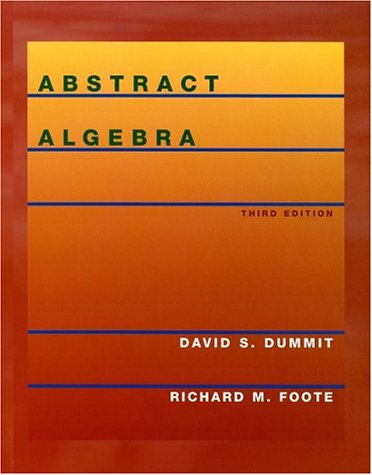 ABSTRACT
ALGEBRA
THIRD EDITION
DAVID S. DUMMIT
RICHARD M. FOOTE